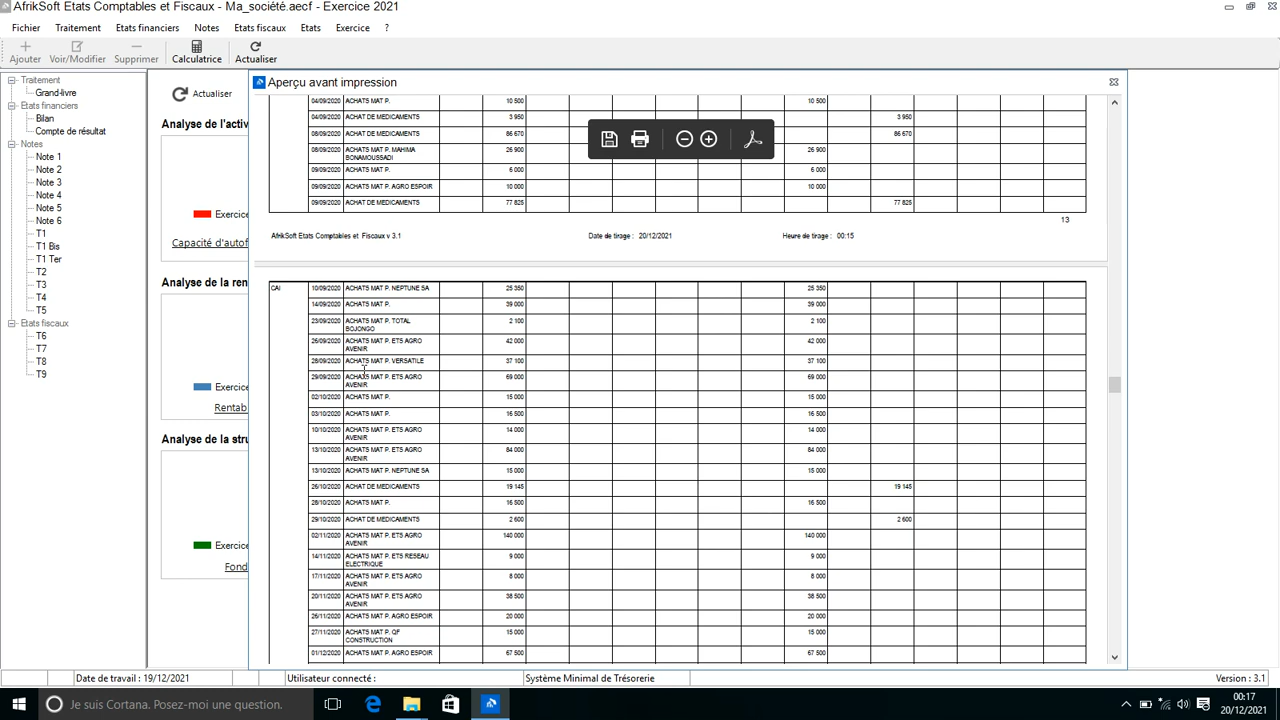 AfrikSoft Etats Comptables et Fiscaux - Ma_société.aecf - Exercice 2021
Fichier Traitement Etats financiers Notes Etats fiscaux Etats Exercice ?
Ajouter Voir/Modifier Supprimer Calculatrice Actualiser
Traitement
Grand-livre
Etats financiers
Bilan
Compte de résultat
Notes
Note 1
Note 2
Note 3
Note 4
Note 5
Note 6
T1
T1 Bis
T1 Ter
T2
T3
T4
T5
Etats fiscaux
T6
T7
T8
T9
Actualiser
Analyse de l'activ
Exercice
Capacité d'autof
Analyse de la ren
Exercice
Rentab
Analyse de la stru
Exercice
Fond
Aperçu avant impression
04/09/2020 ACHATS MAT P. 10 500 10 500
04/09/2020 ACHAT DE MEDICAMENTS 3 950 3 950
08/09/2020 ACHAT DE MEDICAMENTS 86 670 86 670
08/09/2020 ACHATS MAT P. MAHIMA BONAMOUSSADI 26 900 26 900
09/09/2020 ACHATS MAT P. 6 000 6 000
09/09/2020 ACHATS MAT P. AGRO ESPOIR 10 000 10 000
09/09/2020 ACHAT DE MEDICAMENTS 77 825 77 825
13
AfrikSoft Etats Comptables et Fiscaux v 3.1 Date de tirage : 20/12/2021 Heure de tirage : 00:15
CAI 10/09/2020 ACHATS MAT P. NEPTUNE SA 25 350 25 350
14/09/2020 ACHATS MAT P. 39 000 39 000
23/09/2020 ACHATS MAT P. TOTAL BOJONGO 2 100 2 100
26/09/2020 ACHATS MAT P. ETS AGRO AVENIR 42 000 42 000
28/09/2020 ACHATS MAT P. VERSATILE 37 100 37 100
29/09/2020 ACHATS MAT P. ETS AGRO AVENIR 69 000 69 000
02/10/2020 ACHATS MAT P. 15 000 15 000
03/10/2020 ACHATS MAT P. 16 500 16 500
10/10/2020 ACHATS MAT P. ETS AGRO AVENIR 14 000 14 000
13/10/2020 ACHATS MAT P. ETS AGRO AVENIR 84 000 84 000
13/10/2020 ACHATS MAT P. NEPTUNE SA 15 000 15 000
26/10/2020 ACHAT DE MEDICAMENTS 19 145 19 145
28/10/2020 ACHATS MAT P. 16 500 16 500
29/10/2020 ACHAT DE MEDICAMENTS 2 600 2 600
02/11/2020 ACHATS MAT P. ETS AGRO AVENIR 140 000 140 000
14/11/2020 ACHATS MAT P. ETS RESEAU ELECTRIQUE 9 000 9 000
17/11/2020 ACHATS MAT P. ETS AGRO AVENIR 8 000 8 000
20/11/2020 ACHATS MAT P. ETS AGRO AVENIR 38 500 38 500
26/11/2020 ACHATS MAT P. AGRO ESPOIR 20 000 20 000
27/11/2020 ACHATS MAT P. QF CONSTRUCTION 15 000 15 000
01/12/2020 ACHATS MAT P. AGRO ESPOIR 67 500 67 500
Date de travail : 19/12/2021 Utilisateur connecté : Système Minimal de Trésorerie Version : 3.1
Je suis Cortana. Posez-moi une question.
00:17
20/12/2021